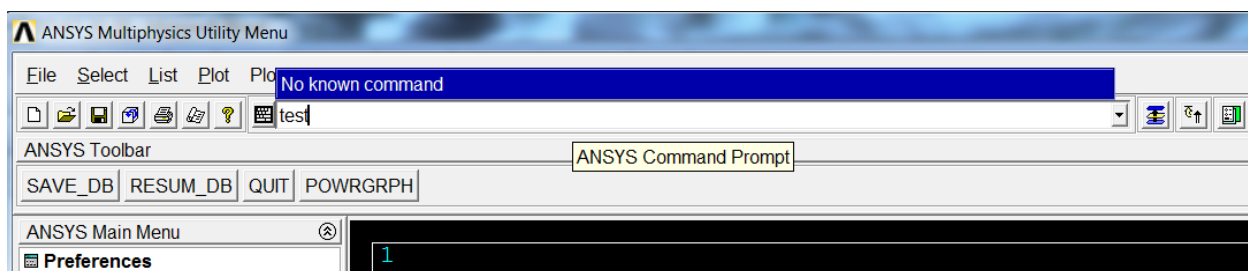 ANSYS Multiphysics Utility Menu
File Select List Plot Plo
No known command
test
ANSYS Toolbar
ANSYS Command Prompt
SAVE_DB RESUM_DB QUIT POWRGRPH
ANSYS Main Menu
Preferences
1